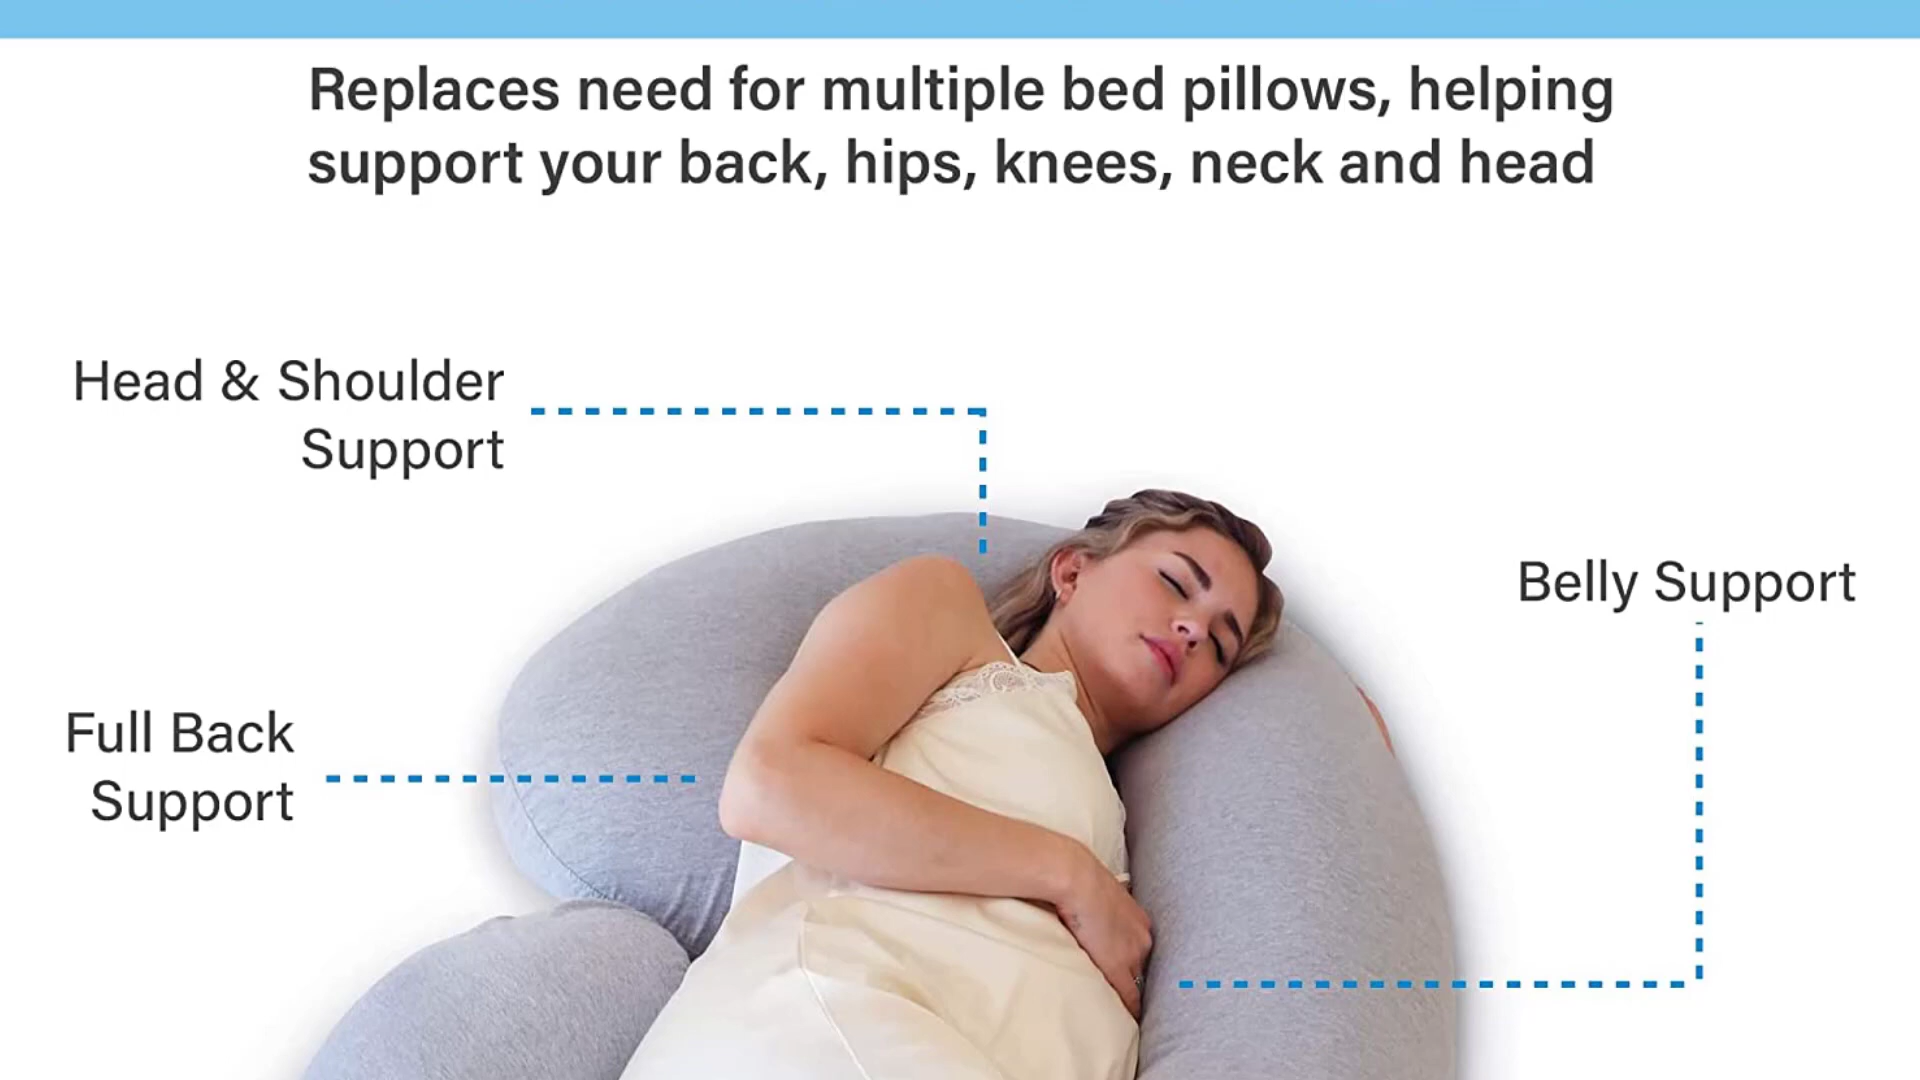 Replaces need for multiple bed pillows, helping
support your back, hips, knees, neck and head
Head & Shoulder
Support
Belly Support
Full Back
Support